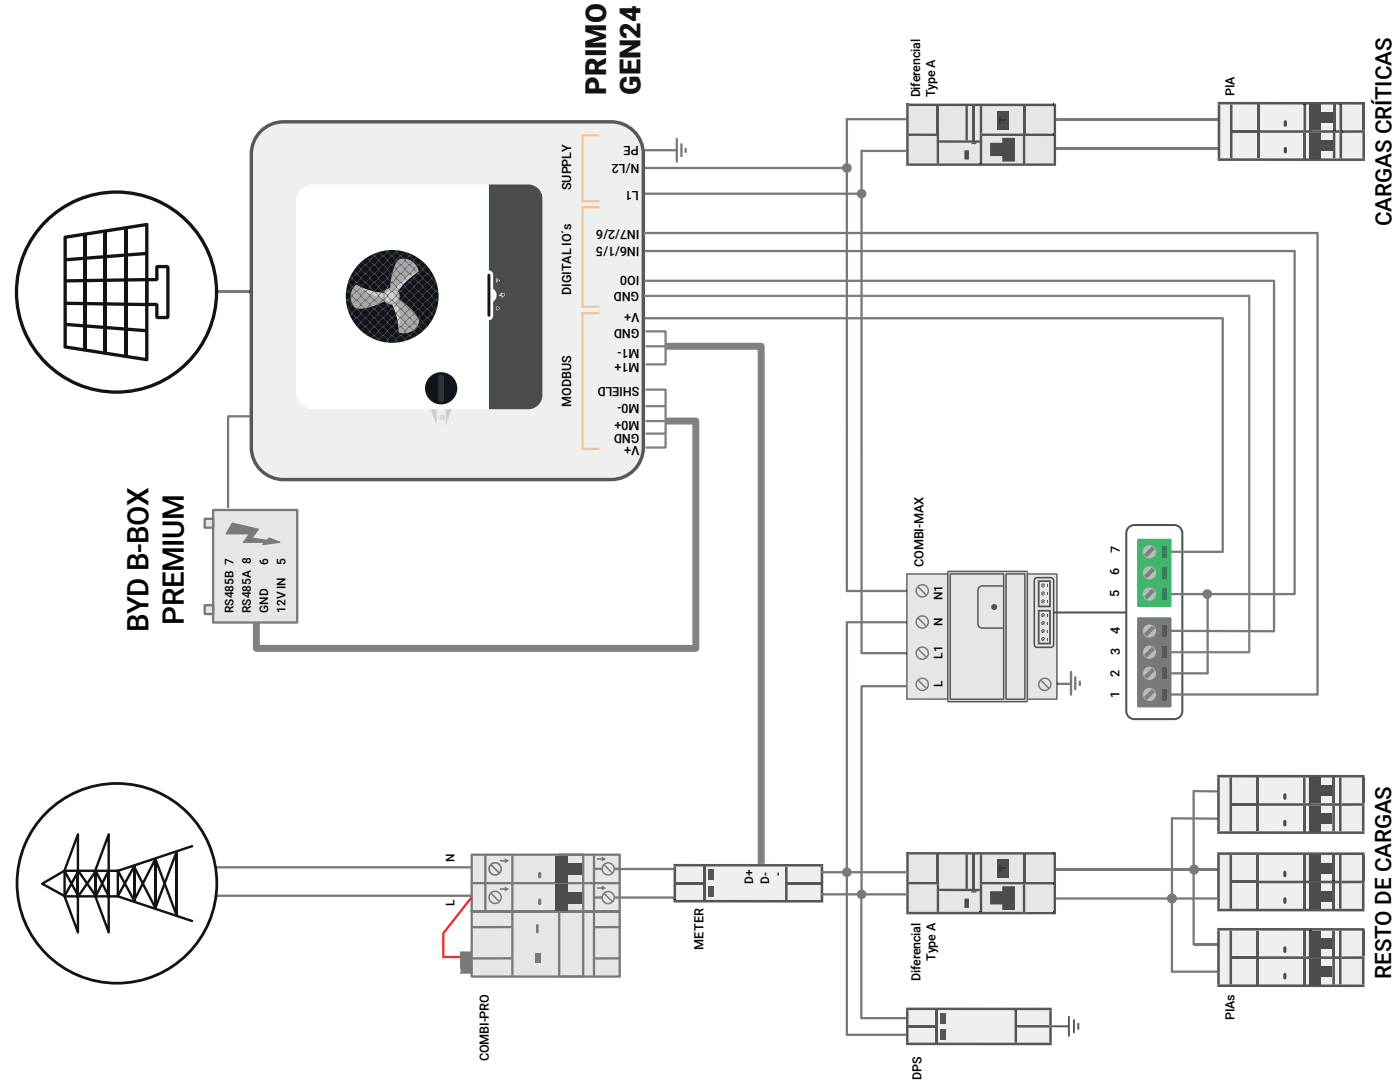 PRIMO
GEN24
BYD B-BOX
PREMIUM
RS485B 7
RS485A 8
GND 6
12V IN 5
SUPPLY
DIGITAL IO´s
MODBUS
PE
N/L2
L1
IN7/2/6
IN6/1/5
IO0
GND
V+
GND
M1-
M1+
SHIELD
M0-
M0+
GND
V+
Diferencial
Type A
PIA
CARGAS CRÍTICAS
COMBI-MAX
N1
N
L1
L
7
6
5
4
3
2
1
N
L
COMBI-PRO
METER
D+
D-
-
Diferencial
Type A
DPS
PIAs
RESTO DE CARGAS